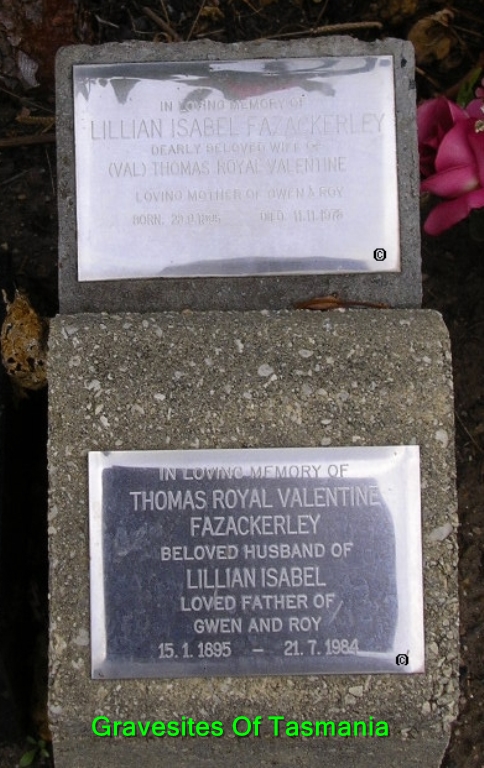 IN LOVING MEMORY OF
LILLIAN ISABEL FAZACKERLEY
DEARLY BELOVED WIFE OF
(VAL) THOMAS ROYAL VALENTINE
LOVING MOTHER OF GWEN & ROY
BORN. DIED. 11.11.1978
©
IN LOVING MEMORY OF
THOMAS ROYAL VALENTINE
FAZACKERLEY
BELOVED HUSBAND OF
LILLIAN ISABEL
LOVED FATHER OF
GWEN AND ROY
15. 1. 1895 – 21. 7. 1984
©
Gravesites Of Tasmania